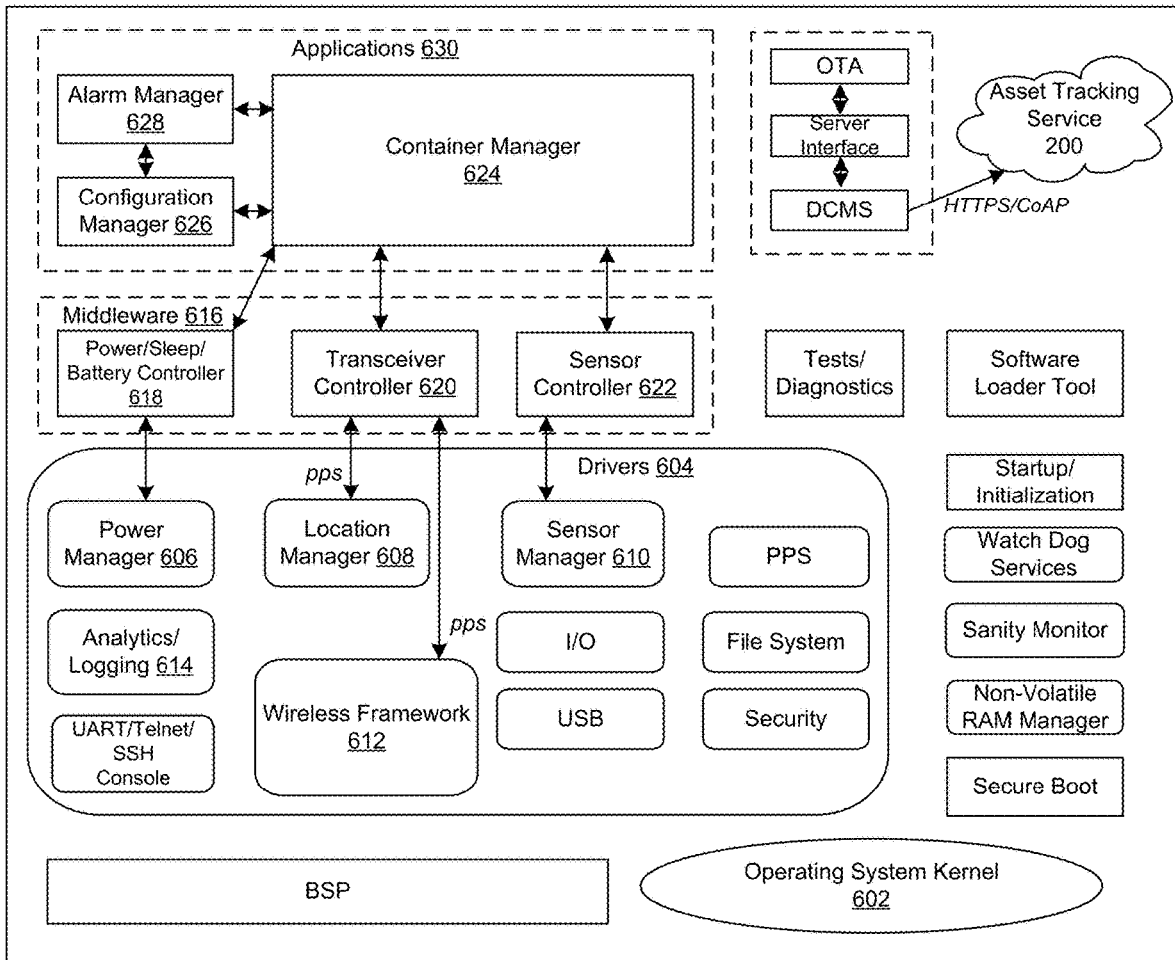 Applications 630
Alarm Manager
628
Configuration
Manager 626
Container Manager
624
OTA
Server
Interface
DCMS
Asset Tracking
Service
200
HTTPS/CoAP
Middleware 616
Power/Sleep/
Battery Controller
618
Transceiver
Controller 620
Sensor
Controller 622
Tests/
Diagnostics
Software
Loader Tool
pps
Drivers 604
Power
Manager 606
Location
Manager 608
Sensor
Manager 610
PPS
Startup/
Initialization
Watch Dog
Services
Analytics/
Logging 614
pps
I/O
File System
Sanity Monitor
Wireless Framework
612
USB
Security
Non-Volatile
RAM Manager
UART/Telnet/
SSH
Console
Secure Boot
BSP
Operating System Kernel
602